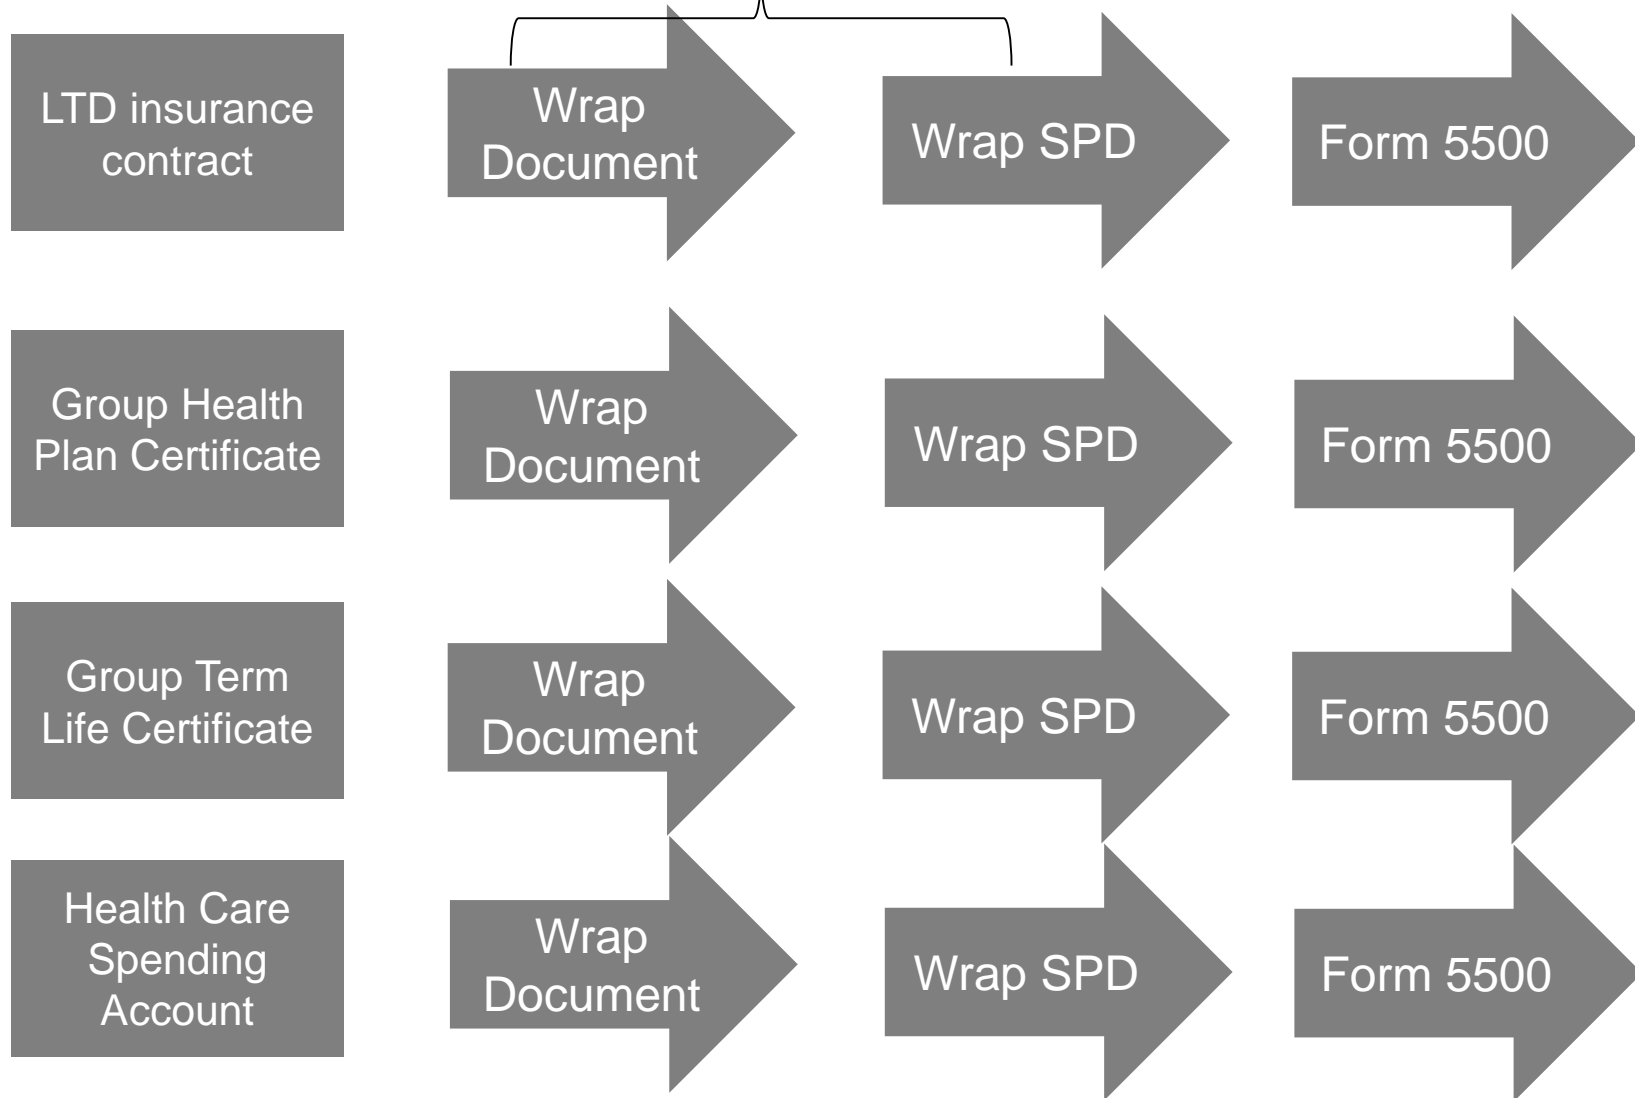 LTD insurance
contract
Wrap
Document
Wrap SPD
Form 5500
Group Health
Plan Certificate
Wrap
Document
Wrap SPD
Form 5500
Group Term
Life Certificate
Wrap
Document
Wrap SPD
Form 5500
Health Care
Spending
Account
Wrap
Document
Wrap SPD
Form 5500